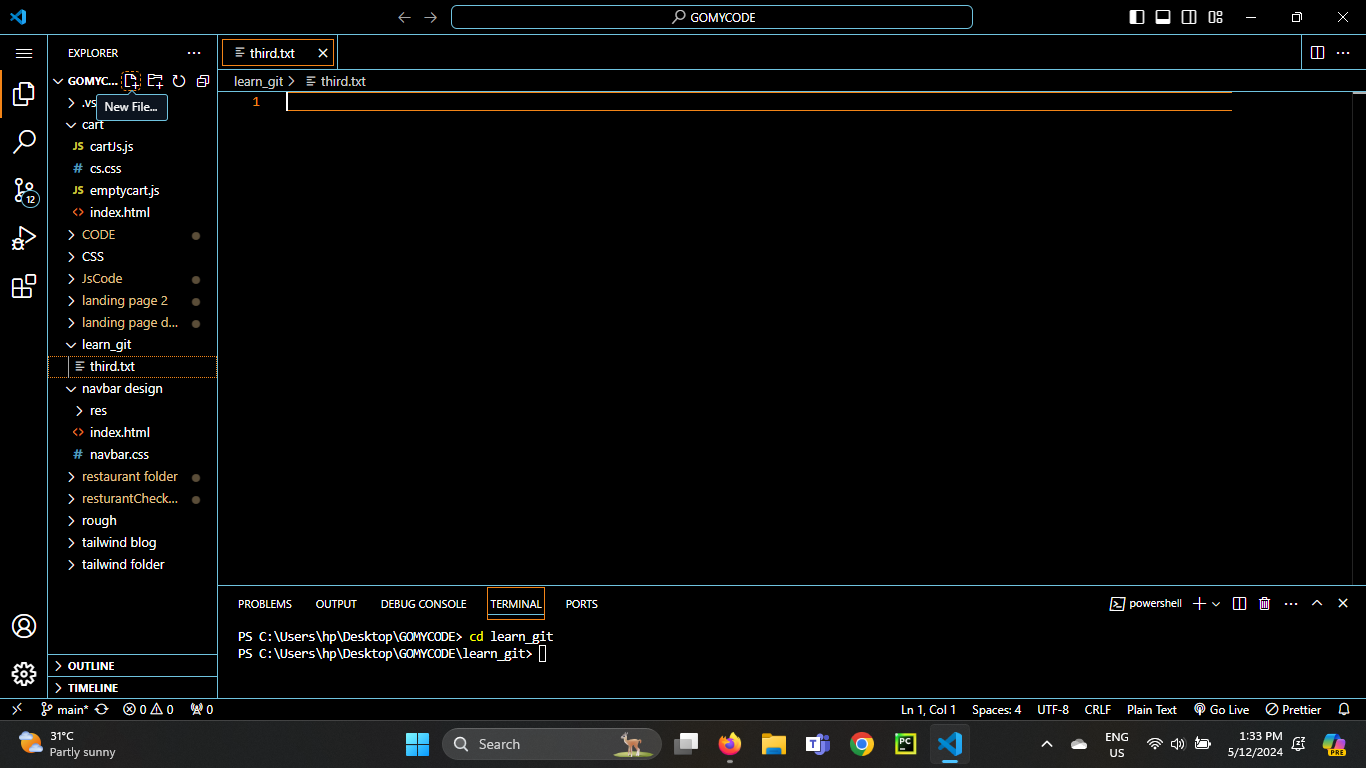 GOMYCODE
EXPLORER
third.txt
GOMYC...
New File...
learn_git > third.txt
1
.vs
cart
JS cartJs.js
# cs.css
JS emptycart.js
<> index.html
CODE
CSS
JsCode
landing page 2
landing page d...
learn_git
third.txt
navbar design
res
<> index.html
# navbar.css
restaurant folder
resturantCheck...
rough
tailwind blog
tailwind folder
12
OUTLINE
TIMELINE
PROBLEMS OUTPUT DEBUG CONSOLE TERMINAL PORTS
powershell
PS C:\Users\hp\Desktop\GOMYCODE> cd learn_git
PS C:\Users\hp\Desktop\GOMYCODE\learn_git>
main* 0 0 0
Ln 1, Col 1 Spaces: 4 UTF-8 CRLF Plain Text Go Live Prettier
31°C
Partly sunny
Search
PC
ENG
US
1:33 PM
5/12/2024
PRE